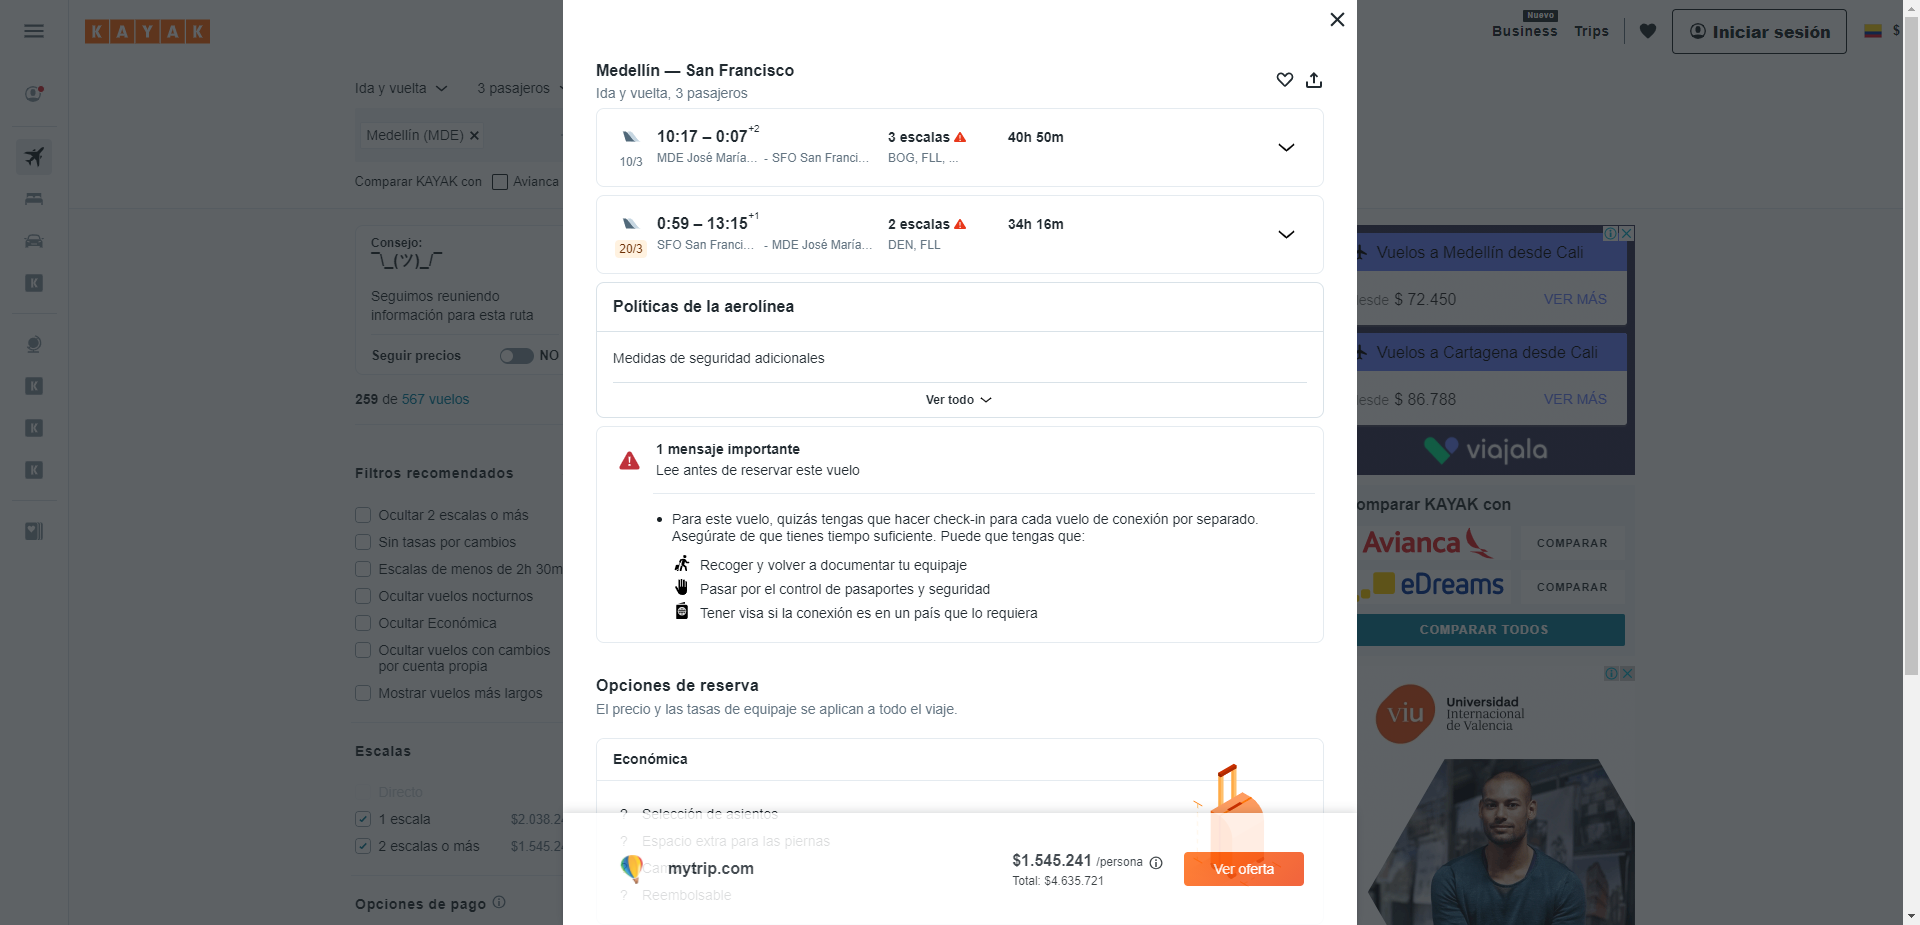 KAYAK
Nuevo
Business
Trips
Iniciar sesión
$
Ida y vuelta
3 pasajeros
Medellín (MDE)
Comparar KAYAK con
Avianca
Consejo:
¯\_(ツ)_/¯
Seguimos reuniendo
información para esta ruta
Seguir precios
NO
259 de 567 vuelos
Filtros recomendados
Ocultar 2 escalas o más
Sin tasas por cambios
Escalas de menos de 2h 30m
Ocultar vuelos nocturnos
Ocultar Económica
Ocultar vuelos con cambios
por cuenta propia
Mostrar vuelos más largos
Escalas
Directo
1 escala
$2.038.2
2 escalas o más
$1.545.2
Opciones de pago
Medellín — San Francisco
Ida y vuelta, 3 pasajeros
10:17 – 0:07+2
3 escalas
40h 50m
10/3
MDE José María... - SFO San Franci...
BOG, FLL, ...
0:59 – 13:15+1
2 escalas
34h 16m
20/3
SFO San Franci... - MDE José María...
DEN, FLL
Políticas de la aerolínea
Medidas de seguridad adicionales
Ver todo
1 mensaje importante
Lee antes de reservar este vuelo
• Para este vuelo, quizás tengas que hacer check-in para cada vuelo de conexión por separado.
Asegúrate de que tienes tiempo suficiente. Puede que tengas que:
Recoger y volver a documentar tu equipaje
Pasar por el control de pasaportes y seguridad
Tener visa si la conexión es en un país que lo requiera
Opciones de reserva
El precio y las tasas de equipaje se aplican a todo el viaje.
Económica
? Selección de asientos
? Espacio extra para las piernas
? Reembolsable
mytrip.com
$1.545.241 /persona
Total: $4.635.721
Ver oferta
Vuelos a Medellín desde Cali
esde $ 72.450
VER MÁS
Vuelos a Cartagena desde Cali
esde $ 86.788
VER MÁS
viajala
omparar KAYAK con
Avianca
COMPARAR
eDreams
COMPARAR
COMPARAR TODOS
viu
Universidad
Internacional
de Valencia